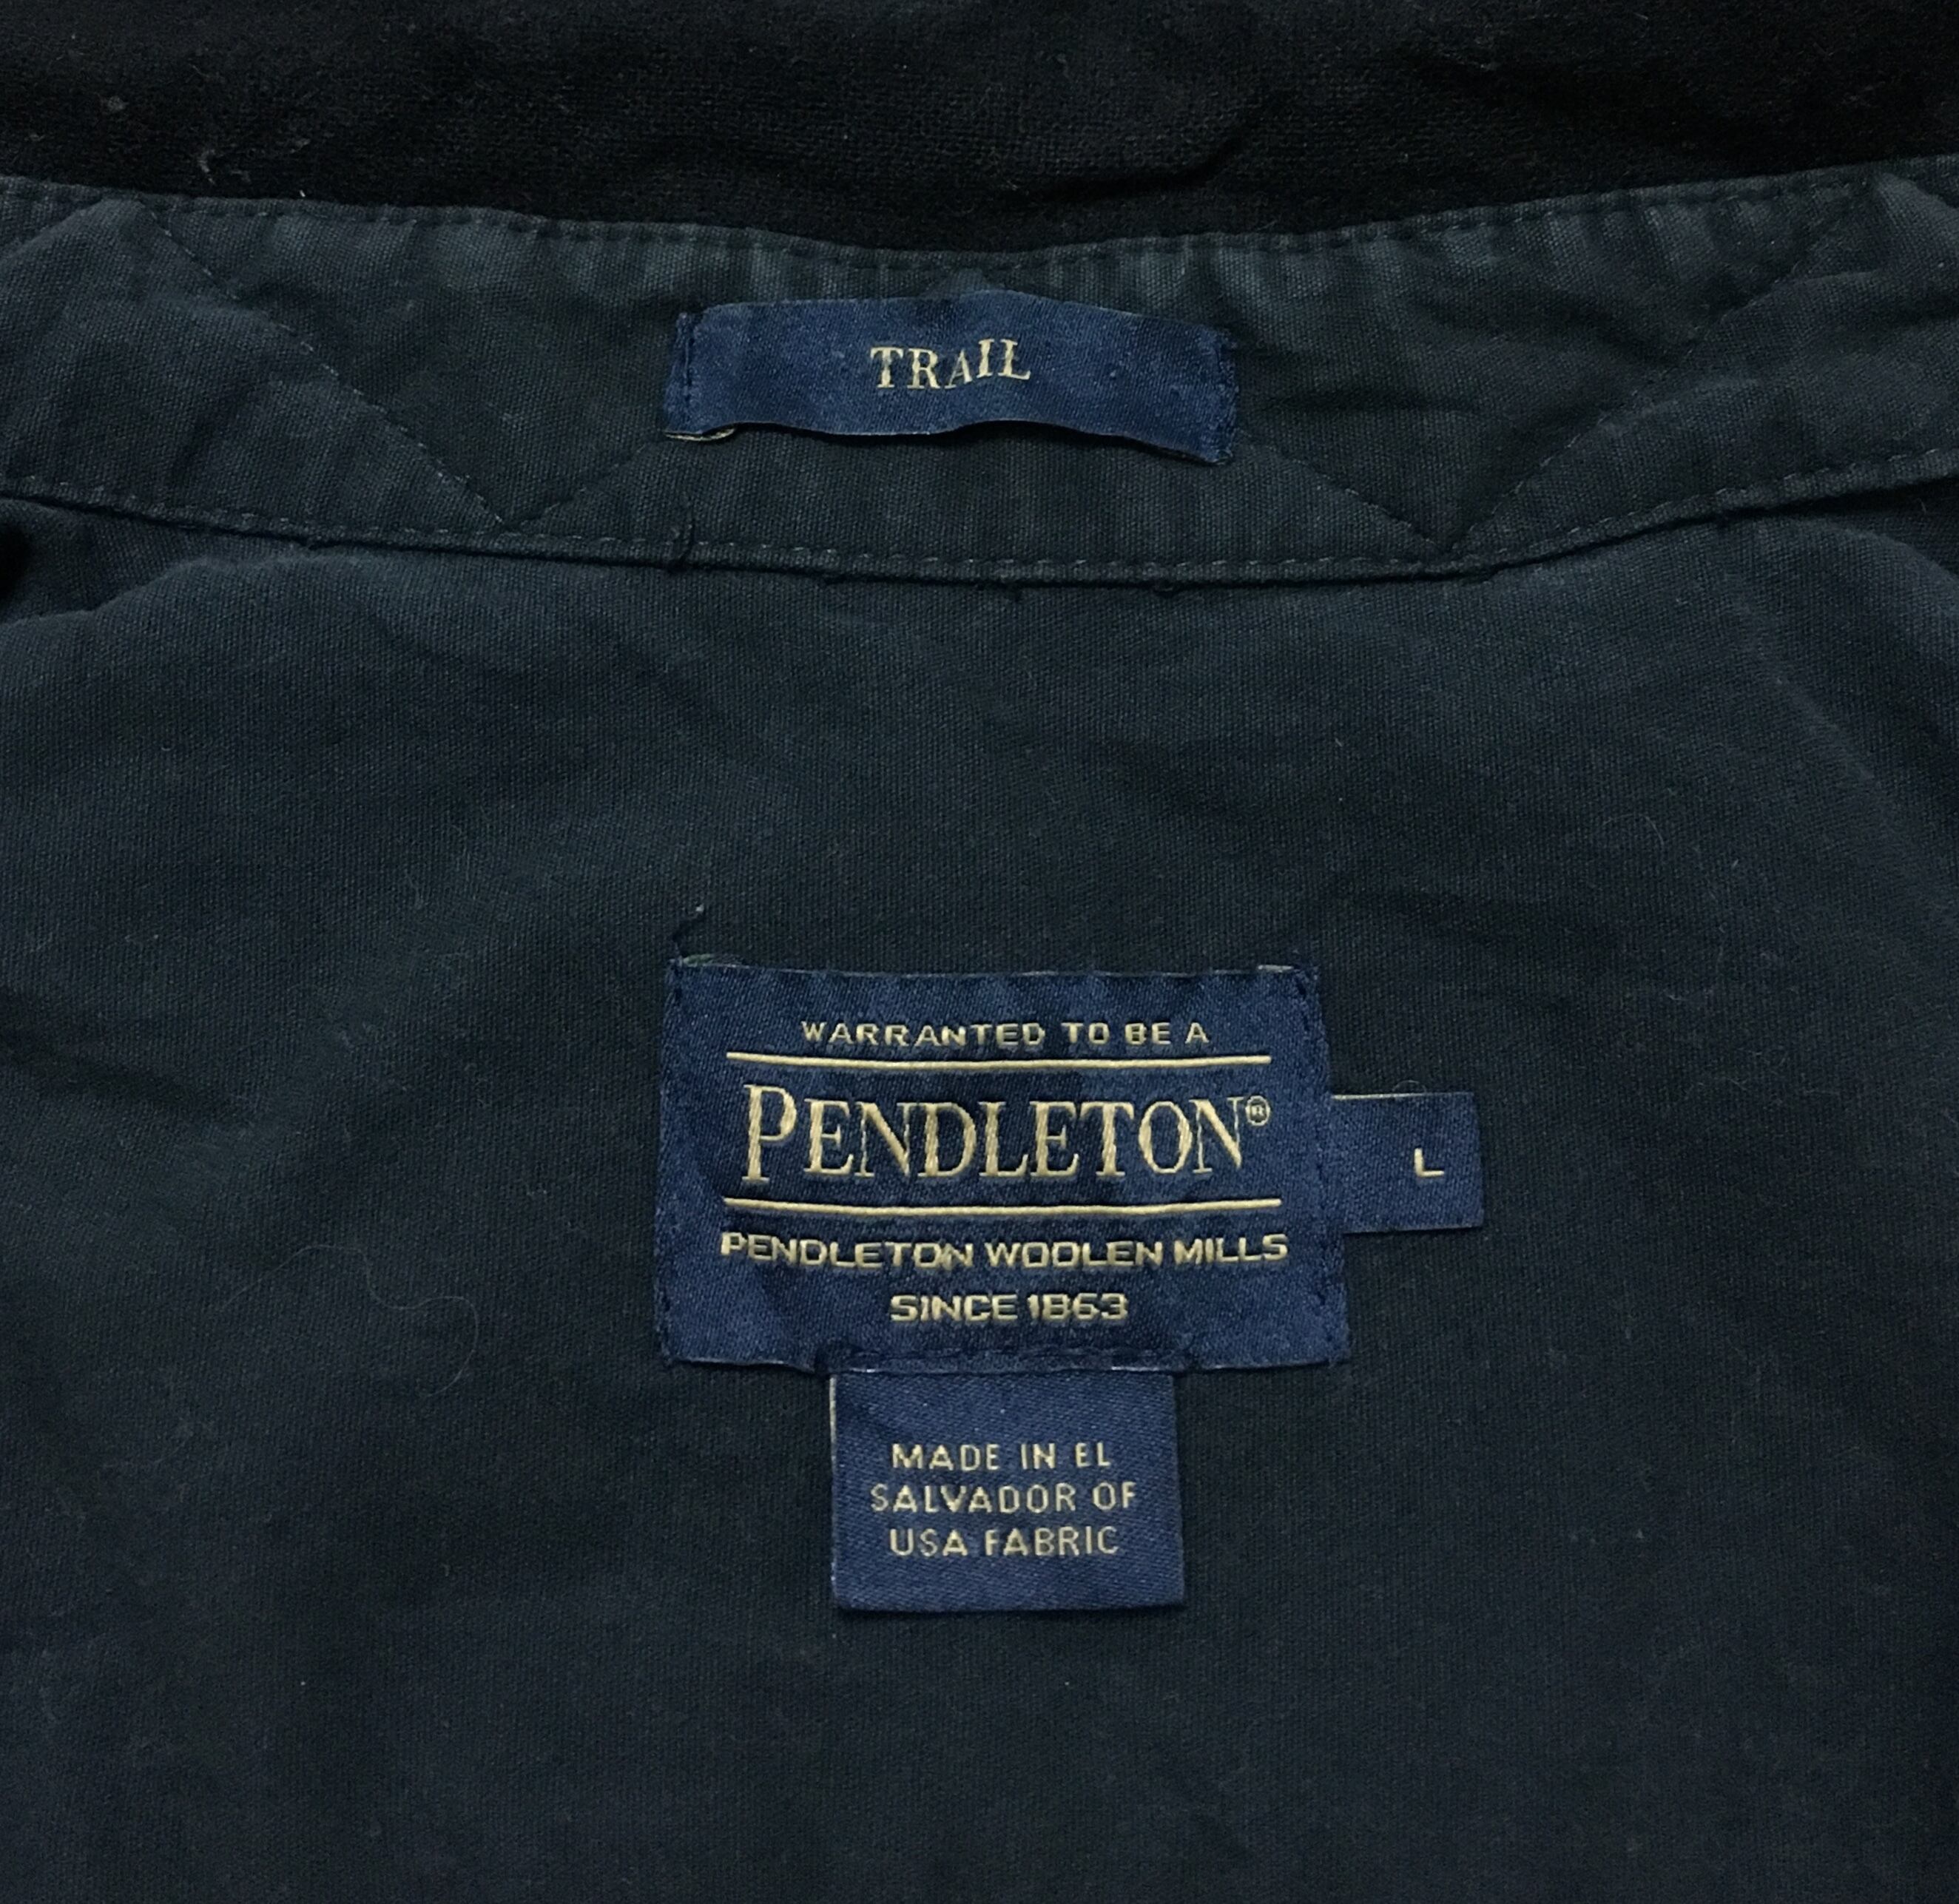 TRAIL
WARRANTED TO BE A
PENDLETON®
L
PENDLETON WOOLEN MILLS
SINCE 1863
MADE IN EL
SALVADOR OF
USA FABRIC